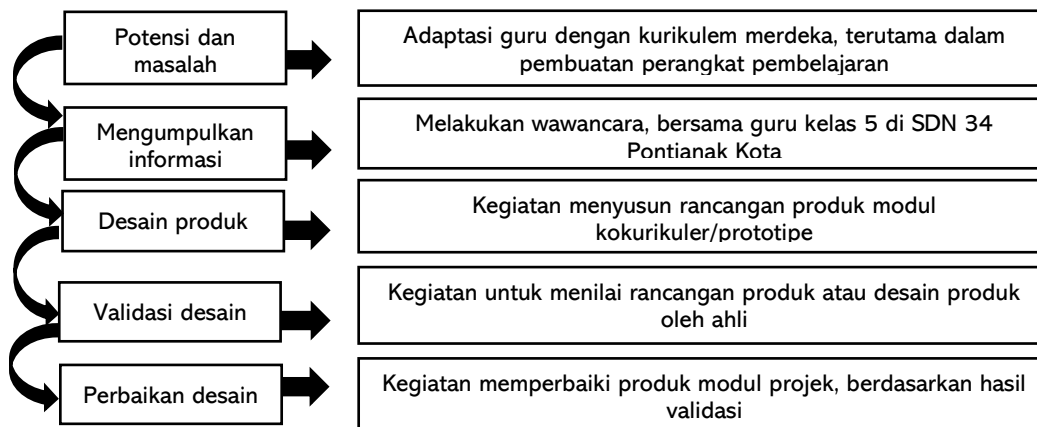 Potensi dan
masalah
Adaptasi guru dengan kurikulem merdeka, terutama dalam
pembuatan perangkat pembelajaran
Mengumpulkan
informasi
Melakukan wawancara, bersama guru kelas 5 di SDN 34
Pontianak Kota
Desain produk
Kegiatan menyusun rancangan produk modul
kokurikuler/prototipe
Validasi desain
Kegiatan untuk menilai rancangan produk atau desain produk
oleh ahli
Perbaikan desain
Kegiatan memperbaiki produk modul projek, berdasarkan hasil
validasi